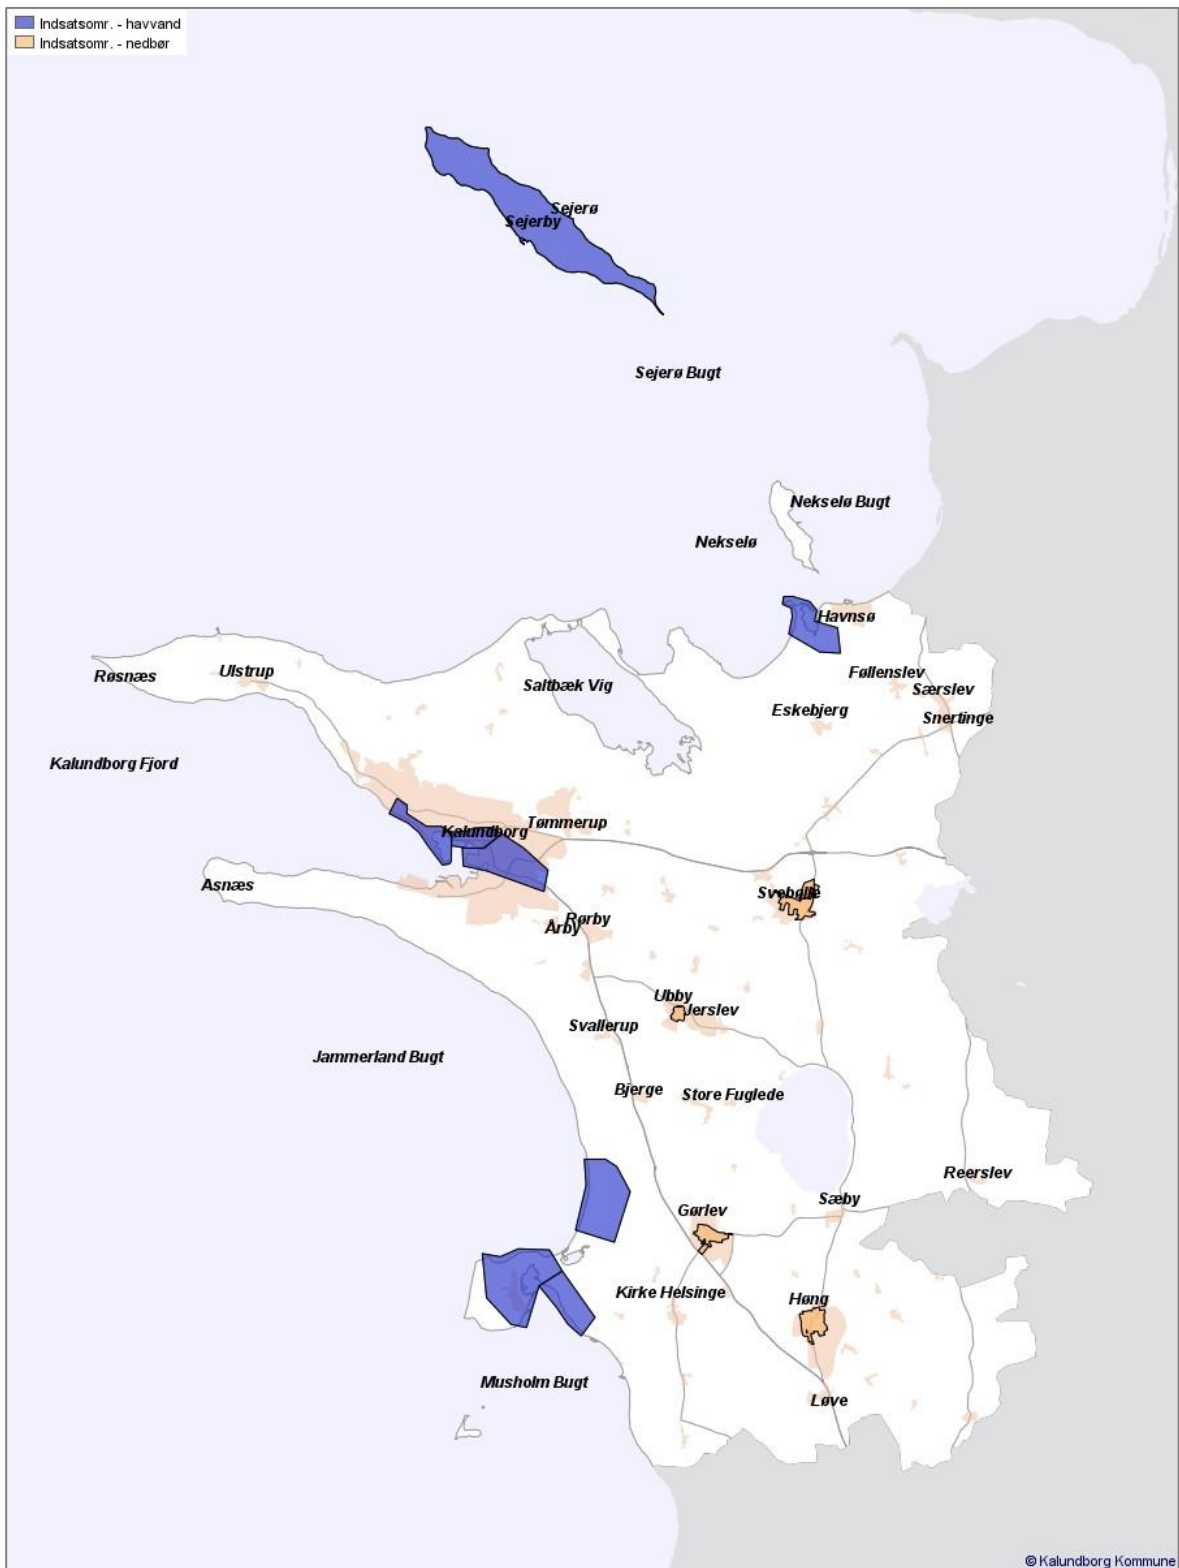 Indsatsomr. - havvand
Indsatsomr. - nedbør
Sejerø
Sejerby
Sejerø Bugt
Nekselø Bugt
Nekselø
Havnsø
Røsnæs
Ulstrup
Saltbæk Vig
Føllenslev
Særslev
Eskebjerg
Snertinge
Kalundborg Fjord
Tømmerup
Kalundborg
Asnæs
Svebølle
Rørby
Årby
Ubby
Jerslev
Svallerup
Jammerland Bugt
Bjerge
Store Fuglede
Reerslev
Sæby
Gørlev
Kirke Helsinge
Høng
Musholm Bugt
Løve
© Kalundborg Kommune